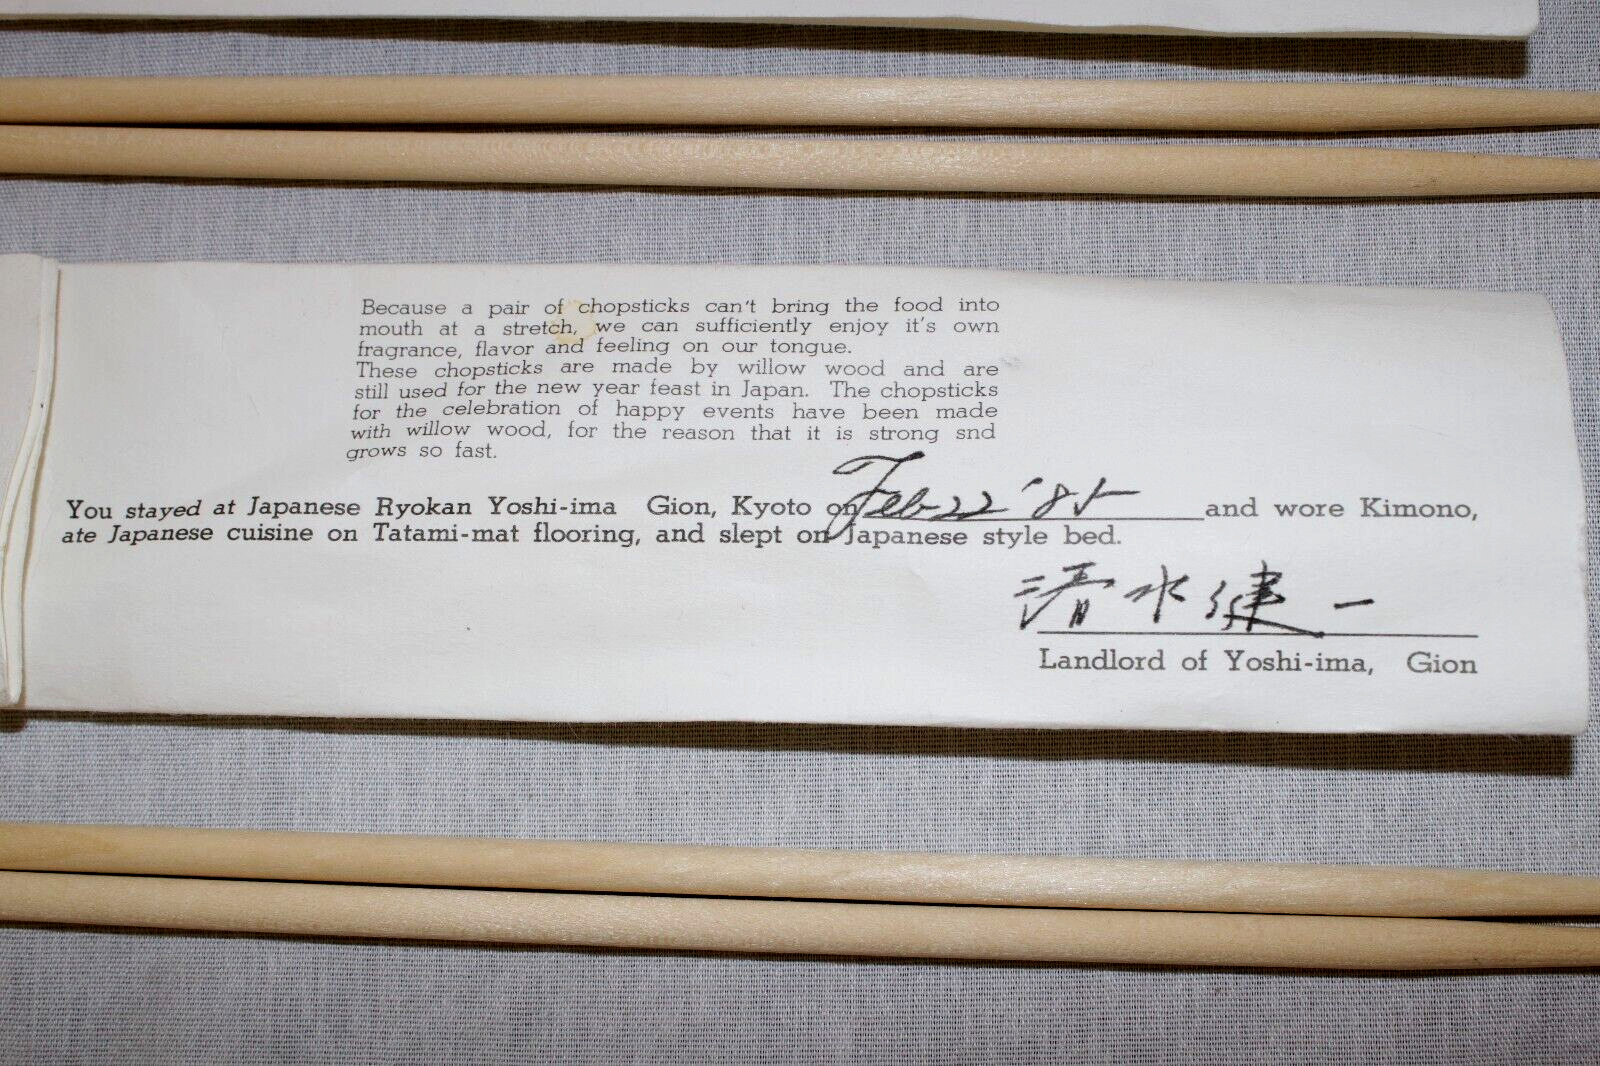 Because a pair of chopsticks can't bring the food into
mouth at a stretch, we can sufficiently enjoy it's own
fragrance, flavor and feeling on our tongue.
These chopsticks are made by willow wood and are
still used for the new year feast in Japan. The chopsticks
for the celebration of happy events have been made
with willow wood, for the reason that it is strong snd
grows so fast.
You stayed at Japanese Ryokan Yoshi-ima Gion, Kyoto on Feb 22 '85 and wore Kimono,
ate Japanese cuisine on Tatami-mat flooring, and slept on Japanese style bed.
清水健一
Landlord of Yoshi-ima, Gion